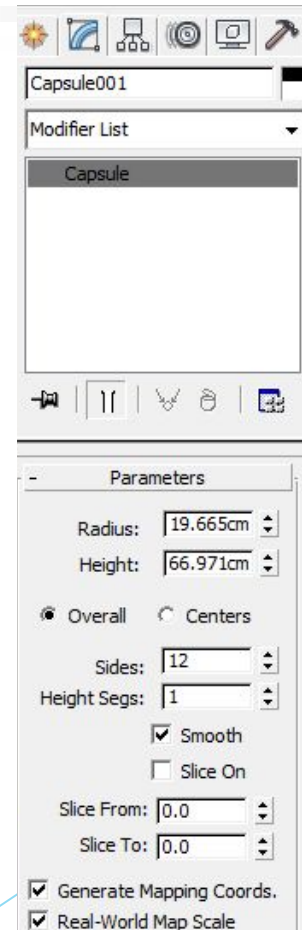 Capsule001
Modifier List
Capsule
- Parameters
Radius: 19.665cm
Height: 66.971cm
Overall Centers
Sides: 12
Height Segs: 1
Smooth
Slice On
Slice From: 0.0
Slice To: 0.0
Generate Mapping Coords.
Real-World Map Scale